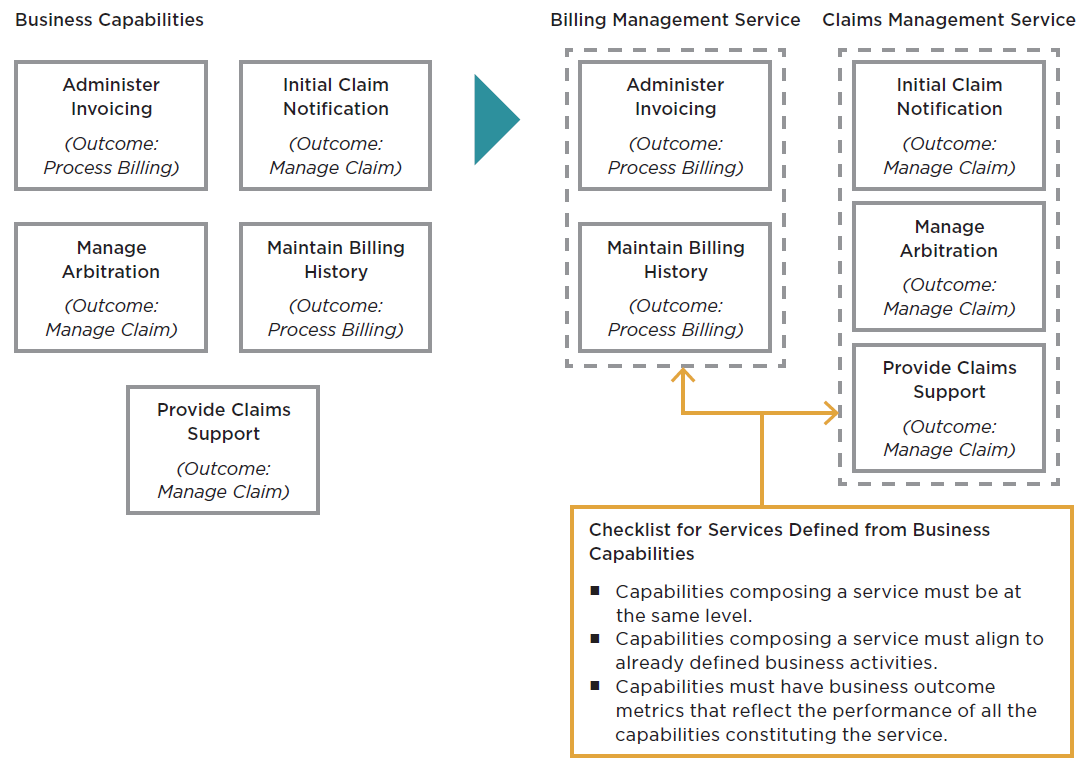 Business Capabilities
Administer
Invoicing
(Outcome:
Process Billing)
Initial Claim
Notification
(Outcome:
Manage Claim)
Manage
Arbitration
(Outcome:
Manage Claim)
Maintain Billing
History
(Outcome:
Process Billing)
Provide Claims
Support
(Outcome:
Manage Claim)
Billing Management Service
Administer
Invoicing
(Outcome:
Process Billing)
Maintain Billing
History
(Outcome:
Process Billing)
Claims Management Service
Initial Claim
Notification
(Outcome:
Manage Claim)
Manage
Arbitration
(Outcome:
Manage Claim)
Provide Claims
Support
(Outcome:
Manage Claim)
Checklist for Services Defined from Business
Capabilities
■ Capabilities composing a service must be at
the same level.
■ Capabilities composing a service must align to
already defined business activities.
■ Capabilities must have business outcome
metrics that reflect the performance of all the
capabilities constituting the service.